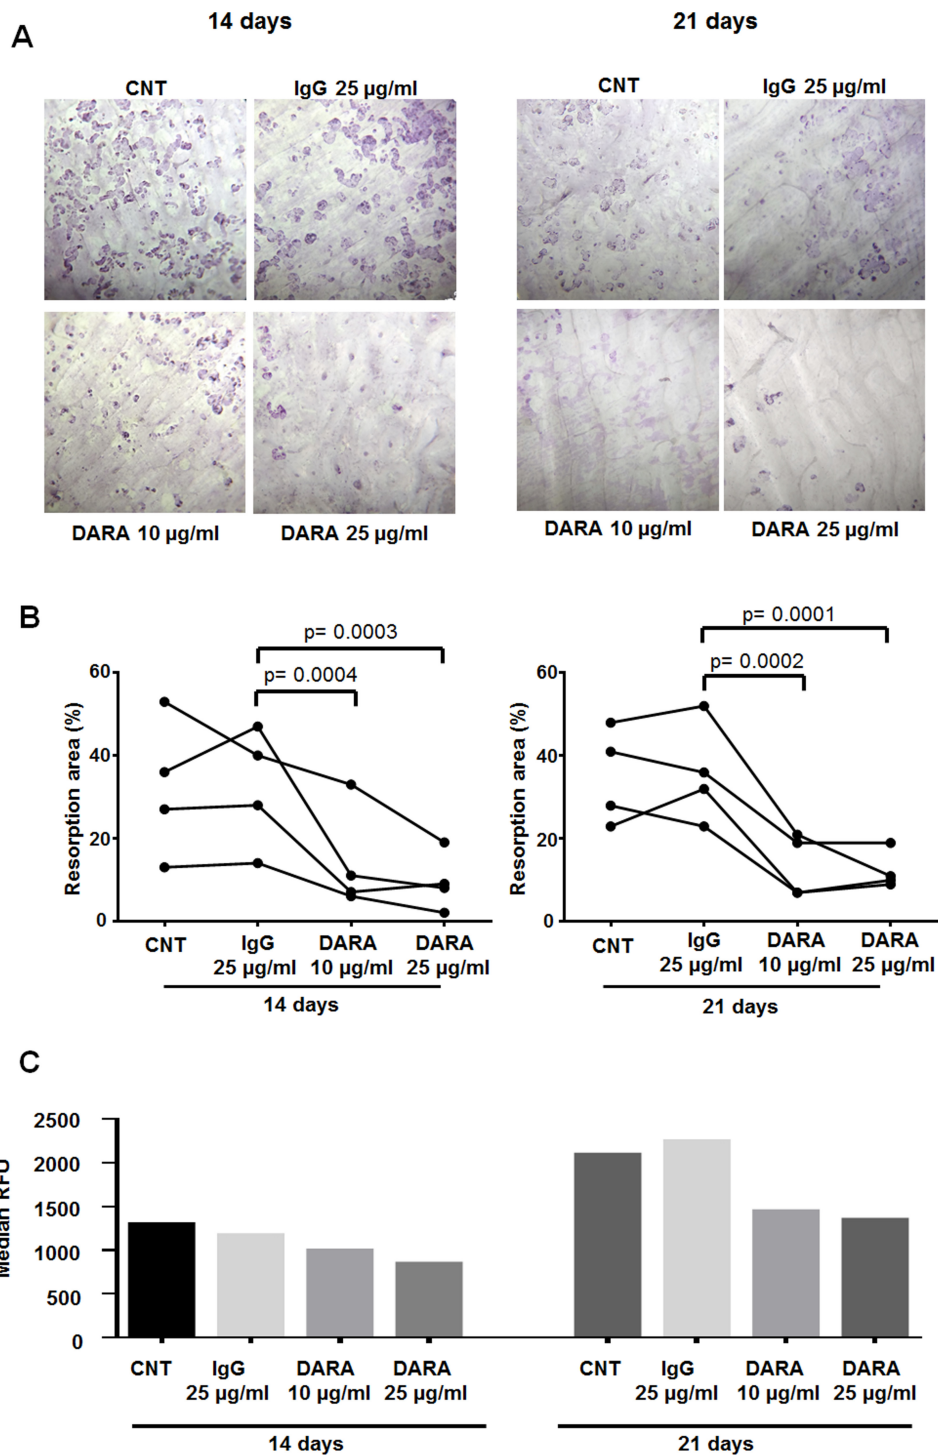 14 days
21 days
A
CNT
IgG 25 µg/ml
CNT
IgG 25 µg/ml
DARA 10 µg/ml
DARA 25 µg/ml
DARA 10 µg/ml
DARA 25 µg/ml
B
p= 0.0003
p= 0.0004
60
40
20
0
Resorption area (%)
CNT
IgG
25 µg/ml
DARA
10 µg/ml
DARA
25 µg/ml
14 days
p= 0.0001
p= 0.0002
60
40
20
0
Resorption area (%)
CNT
IgG
25 µg/ml
DARA
10 µg/ml
DARA
25 µg/ml
21 days
C
2500
2000
1500
1000
500
0
Median RFU
CNT
IgG
25 µg/ml
DARA
10 µg/ml
DARA
25 µg/ml
14 days
CNT
IgG
25 µg/ml
DARA
10 µg/ml
DARA
25 µg/ml
21 days